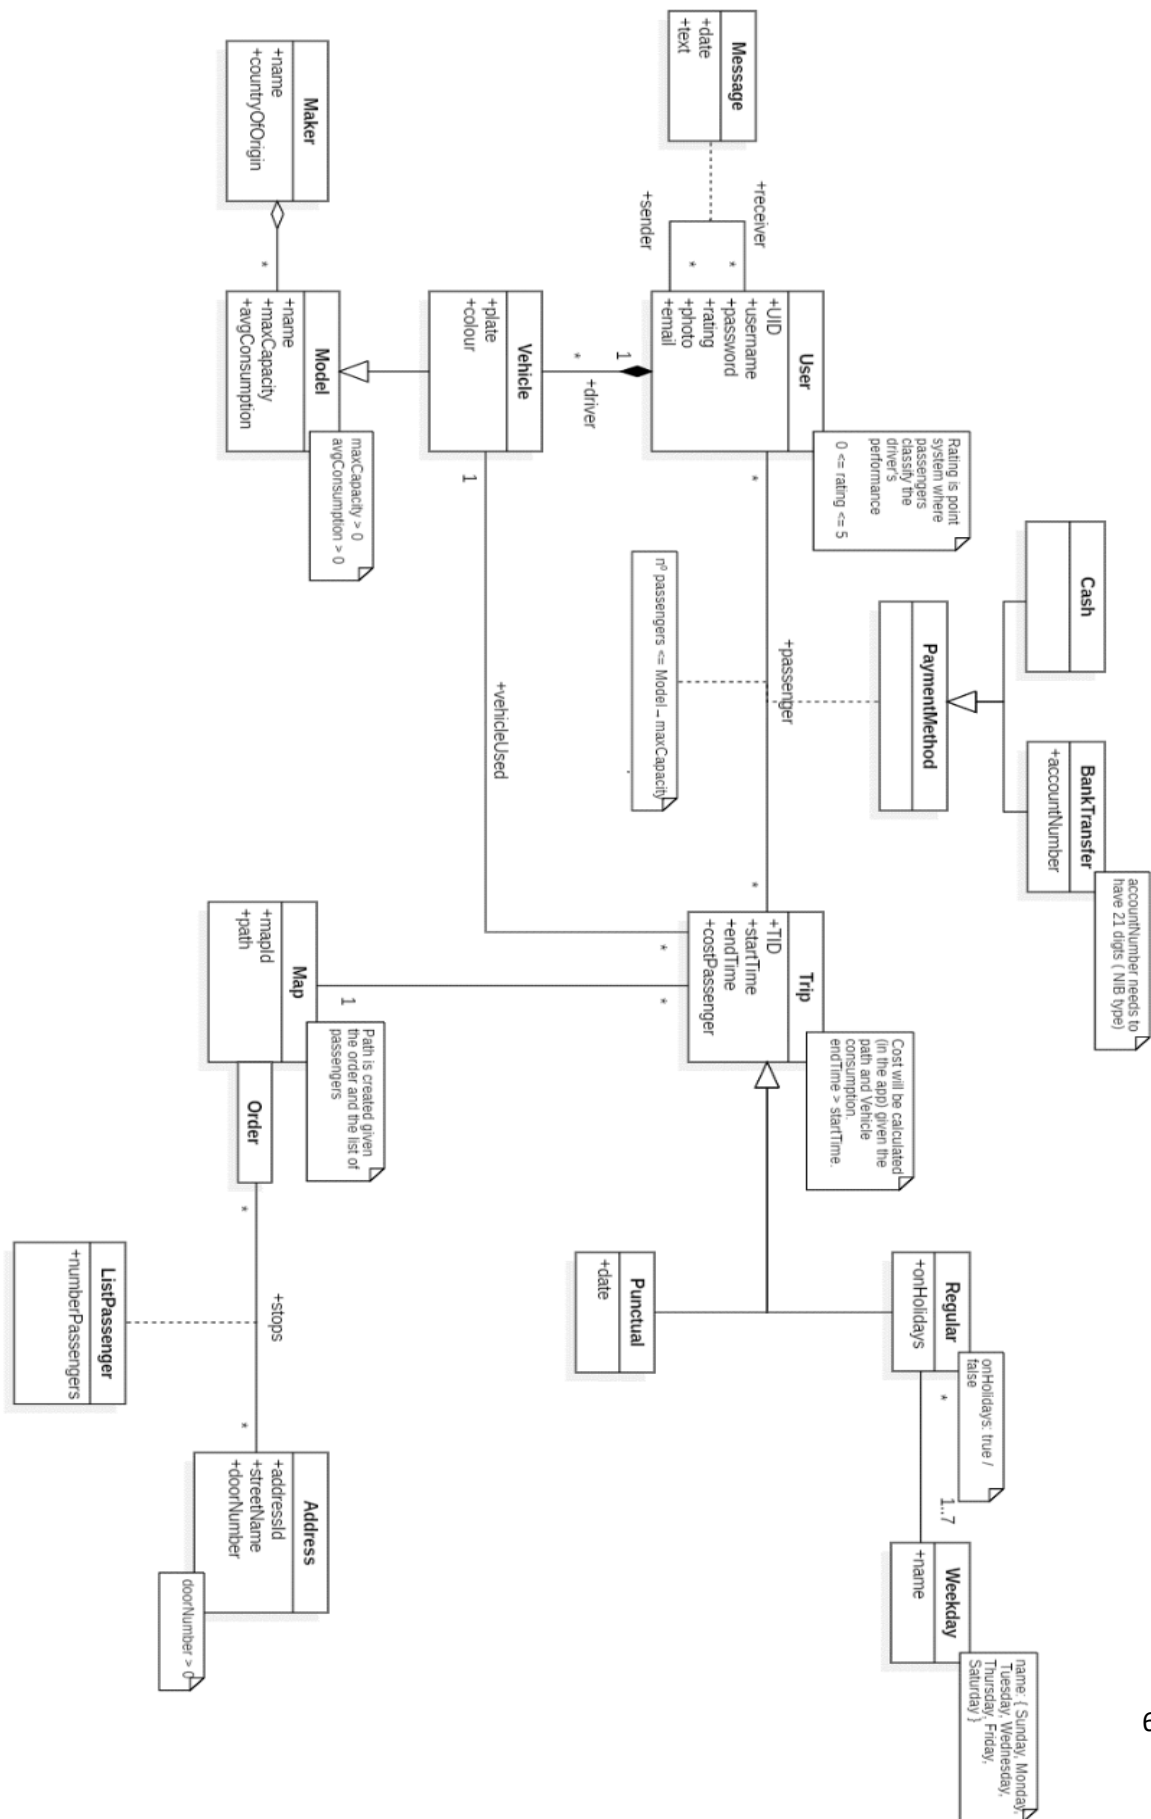 Message
+date
+text
+receiver
+sender
*
*
User
+UID
+username
+password
+rating
+photo
+email
Rating is point
system where
passengers
classify the
driver's
performance
0 <= rating <= 5
Maker
+name
+countryOfOrigin
*
Model
+name
+maxCapacity
+avgConsumption
maxCapacity > 0
avgConsumption > 0
Vehicle
+plate
+colour
1
*
+driver
1
+vehicleUsed
*
*
+passenger
*
nº passengers <= Model – maxCapacity
Cash
PaymentMethod
BankTransfer
+accountNumber
accountNumber needs to
have 21 digts ( NIB type)
Trip
+TID
+startTime
+endTime
+costPassenger
Cost will be calculated
(in the app) given the
path and Vehicle
consumption.
endTime > startTime.
*
1
Map
+mapId
+path
Path is created given
the order and the list of
passengers
Order
*
+stops
*
ListPassenger
+numberPassengers
Address
+addressId
+streetName
+doorNumber
doorNumber > 0
Punctual
+date
Regular
+onHolidays
onHolidays: true /
false
*
1..7
Weekday
+name
name: { Sunday, Monday,
Tuesday, Wednesday,
Thursday, Friday,
Saturday }
6